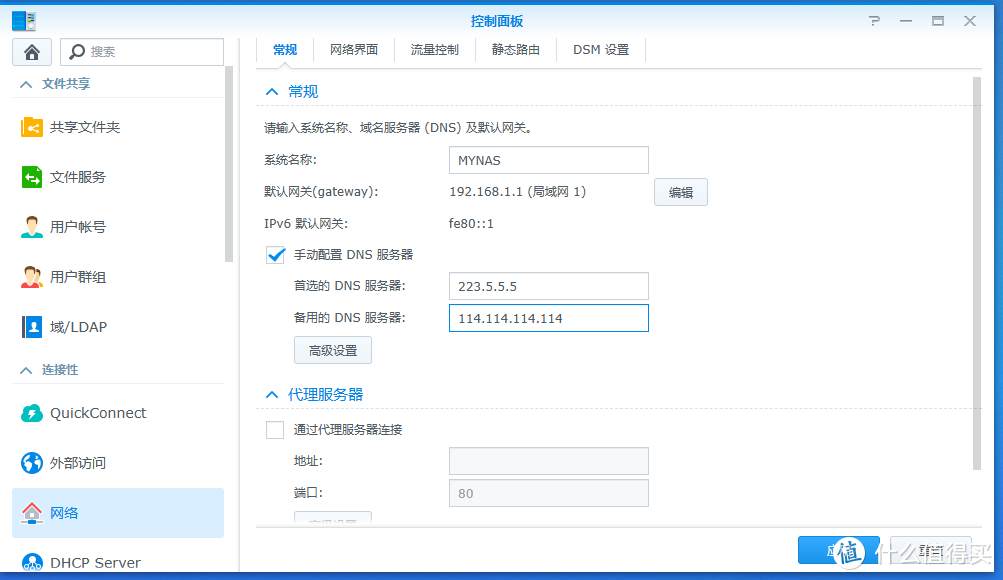 控制面板
搜索
常规 网络界面 流量控制 静态路由 DSM 设置
文件共享
共享文件夹
文件服务
用户帐号
用户群组
域/LDAP
连接性
QuickConnect
外部访问
网络
DHCP Server
常规
请输入系统名称、域名服务器 (DNS) 及默认网关。
系统名称: MYNAS
默认网关(gateway): 192.168.1.1 (局域网 1) 编辑
IPv6 默认网关: fe80::1
手动配置 DNS 服务器
首选的 DNS 服务器: 223.5.5.5
备用的 DNS 服务器: 114.114.114.114
高级设置
代理服务器
通过代理服务器连接
地址:
端口: 80
值 什么值得买